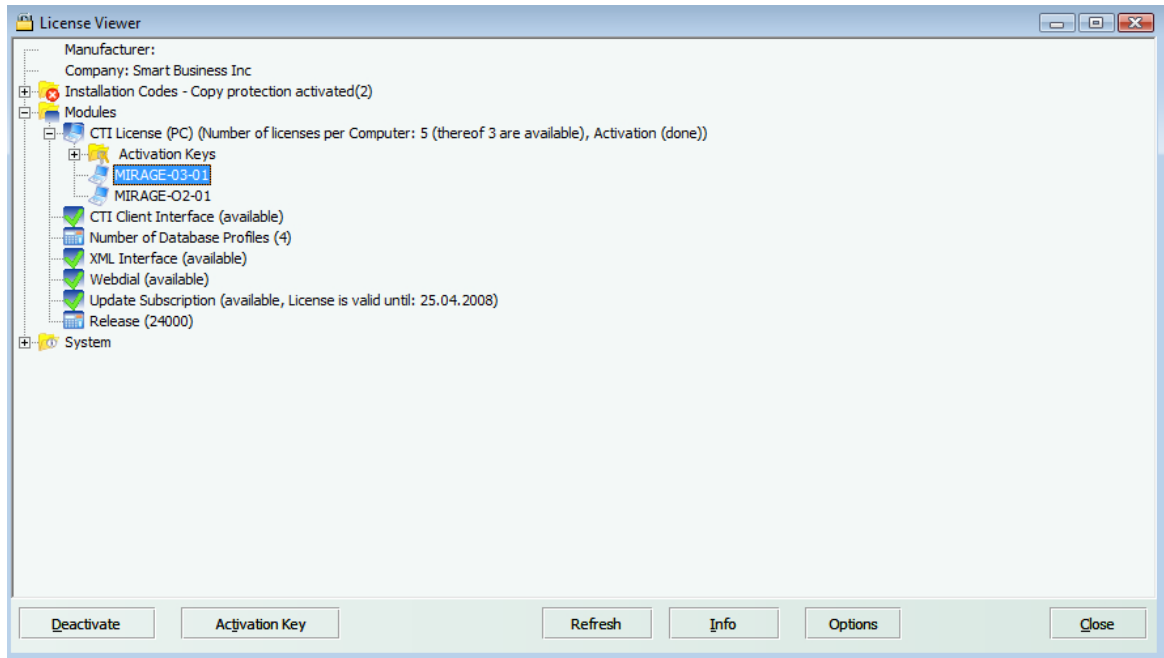 License Viewer
Manufacturer:
Company: Smart Business Inc
Installation Codes - Copy protection activated(2)
Modules
CTI License (PC) (Number of licenses per Computer: 5 (thereof 3 are available), Activation (done))
Activation Keys
MIRAGE-03-01
MIRAGE-O2-01
CTI Client Interface (available)
Number of Database Profiles (4)
XML Interface (available)
Webdial (available)
Update Subscription (available, License is valid until: 25.04.2008)
Release (24000)
System
Deactivate Activation Key Refresh Info Options Close